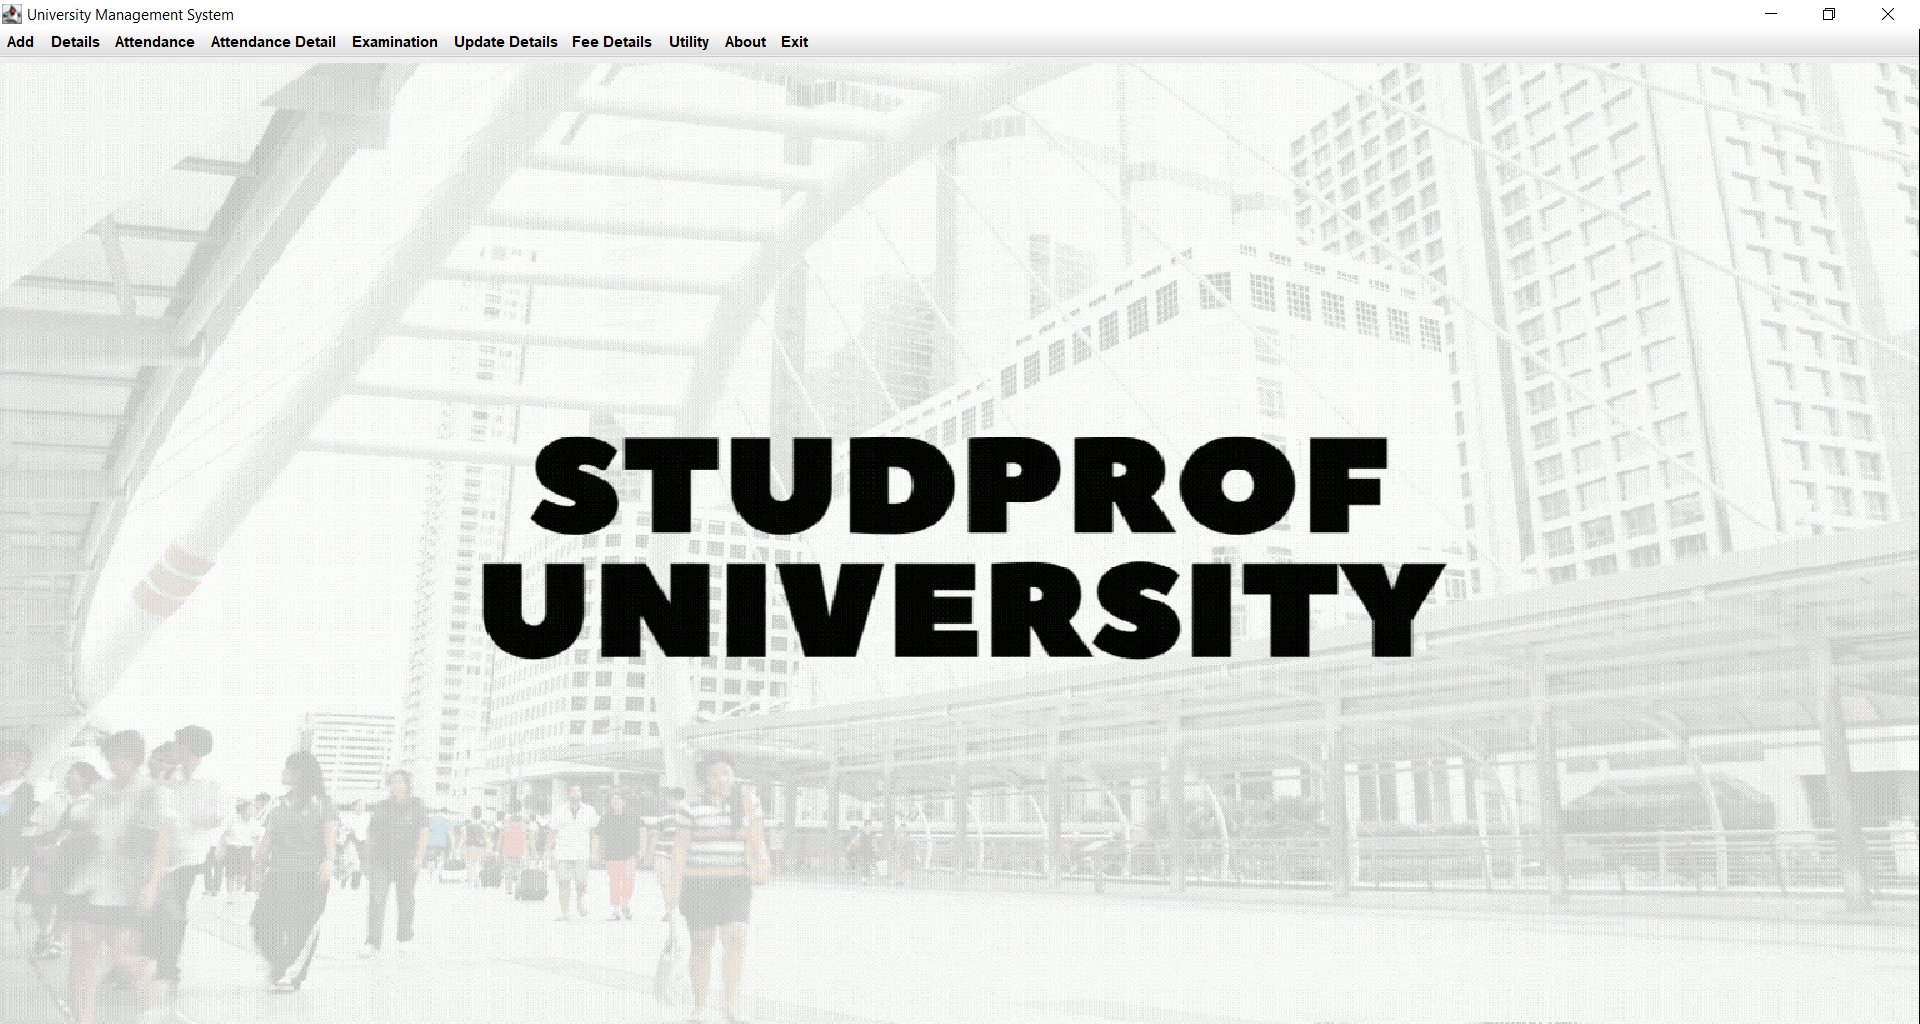 University Management System
Add Details Attendance Attendance Detail Examination Update Details Fee Details Utility About Exit
STUDPROF
UNIVERSITY